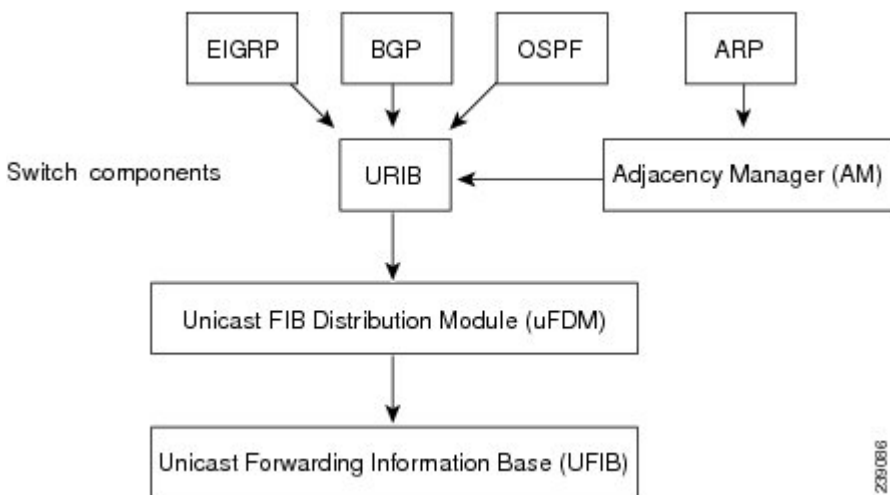 EIGRP
BGP
OSPF
ARP
Switch components
URIB
Adjacency Manager (AM)
Unicast FIB Distribution Module (uFDM)
Unicast Forwarding Information Base (UFIB)
239086